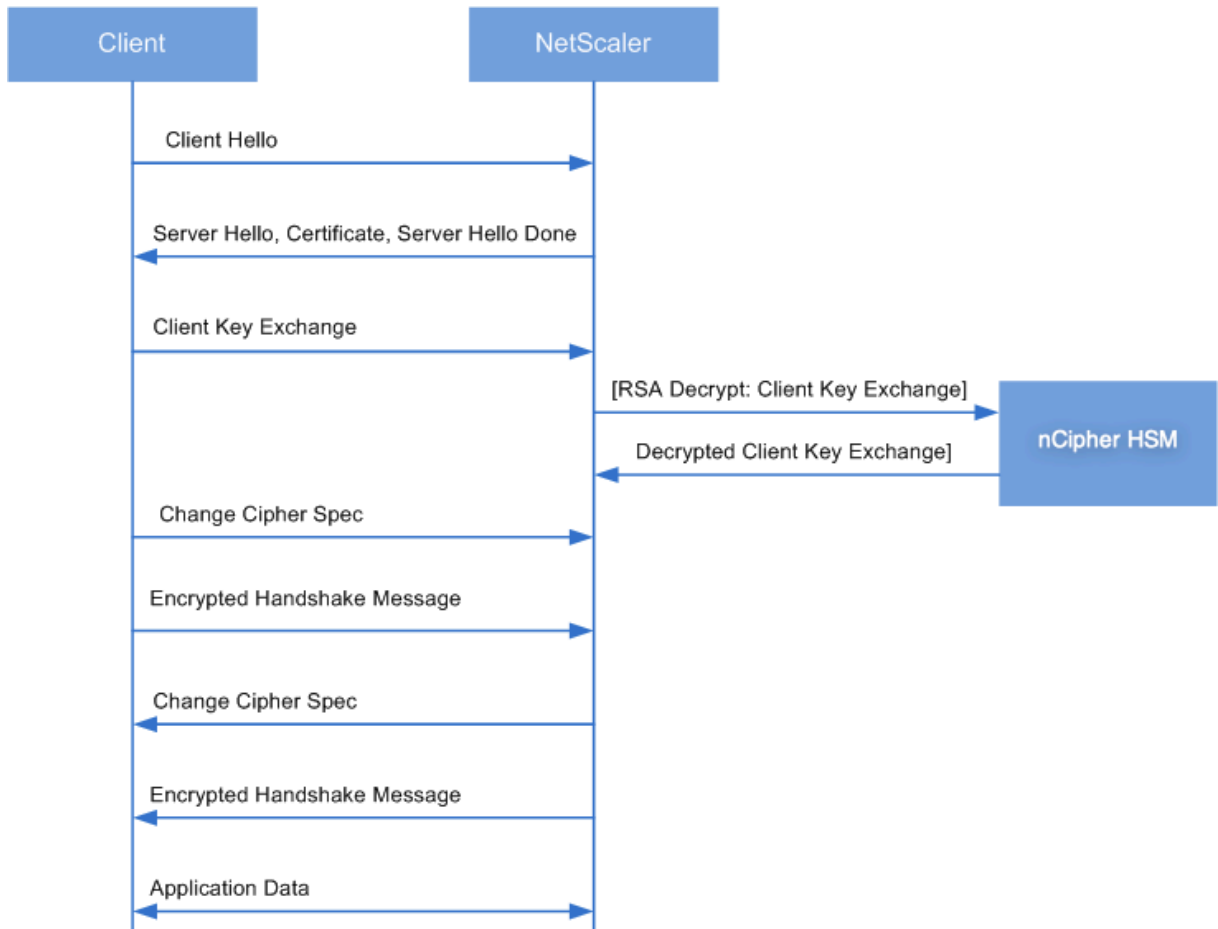 Client
NetScaler
Client Hello
Server Hello, Certificate, Server Hello Done
Client Key Exchange
[RSA Decrypt: Client Key Exchange]
nCipher HSM
Decrypted Client Key Exchange]
Change Cipher Spec
Encrypted Handshake Message
Change Cipher Spec
Encrypted Handshake Message
Application Data